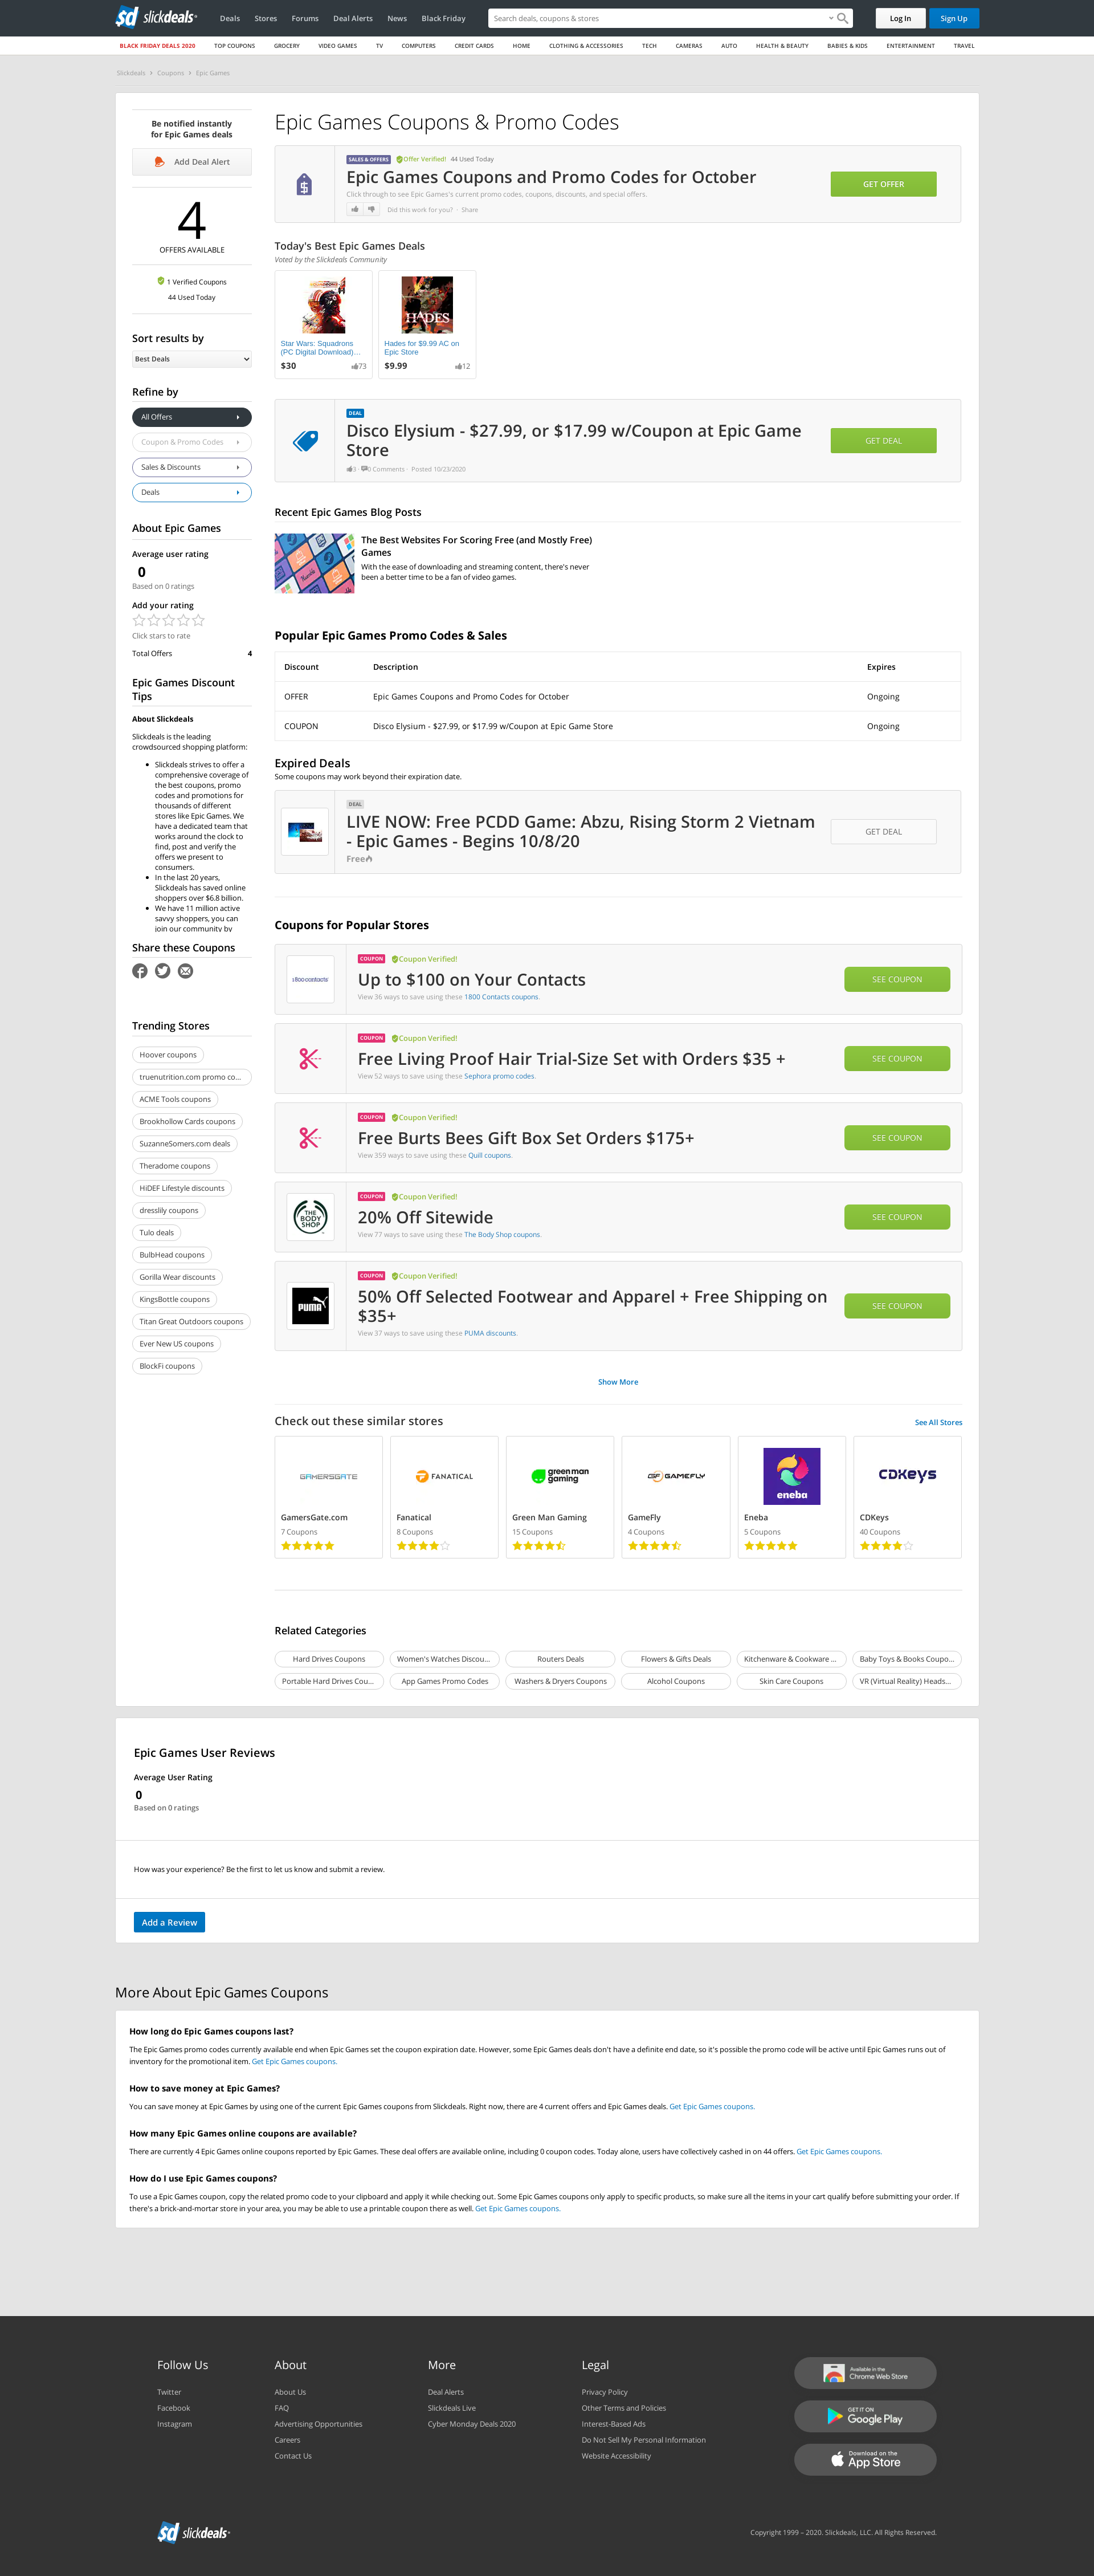 sd slickdeals
Deals
Stores
Forums
Deal Alerts
News
Black Friday
Search deals, coupons & stores
Log In
Sign Up
BLACK FRIDAY DEALS 2020
TOP COUPONS
GROCERY
VIDEO GAMES
TV
COMPUTERS
CREDIT CARDS
HOME
CLOTHING & ACCESSORIES
TECH
CAMERAS
AUTO
HEALTH & BEAUTY
BABIES & KIDS
ENTERTAINMENT
TRAVEL
Slickdeals › Coupons › Epic Games
Be notified instantly
for Epic Games deals
Add Deal Alert
4
OFFERS AVAILABLE
1 Verified Coupons
44 Used Today
Sort results by
Best Deals
Refine by
All Offers
Coupon & Promo Codes
Sales & Discounts
Deals
About Epic Games
Average user rating
0
Based on 0 ratings
Add your rating
Click stars to rate
Total Offers 4
Epic Games Discount
Tips
About Slickdeals
Slickdeals is the leading
crowdsourced shopping platform:
Slickdeals strives to offer a
comprehensive coverage of
the best coupons, promo
codes and promotions for
thousands of different
stores like Epic Games. We
have a dedicated team that
works around the clock to
find, post and verify the
offers we present to
consumers.
In the last 20 years,
Slickdeals has saved online
shoppers over $6.8 billion.
We have 11 million active
savvy shoppers, you can
join our community by
Share these Coupons
Trending Stores
Hoover coupons
truenutrition.com promo co...
ACME Tools coupons
Brookhollow Cards coupons
SuzanneSomers.com deals
Theradome coupons
HiDEF Lifestyle discounts
dresslily coupons
Tulo deals
BulbHead coupons
Gorilla Wear discounts
KingsBottle coupons
Titan Great Outdoors coupons
Ever New US coupons
BlockFi coupons
Epic Games Coupons & Promo Codes
SALES & OFFERS Offer Verified! 44 Used Today
Epic Games Coupons and Promo Codes for October
Click through to see Epic Games's current promo codes, coupons, discounts, and special offers.
Did this work for you? · Share
GET OFFER
Today's Best Epic Games Deals
Voted by the Slickdeals Community
Star Wars: Squadrons
(PC Digital Download)...
$30 73
HADES
Hades for $9.99 AC on
Epic Store
$9.99 12
DEAL
Disco Elysium - $27.99, or $17.99 w/Coupon at Epic Game
Store
3 · 0 Comments · Posted 10/23/2020
GET DEAL
Recent Epic Games Blog Posts
The Best Websites For Scoring Free (and Mostly Free)
Games
With the ease of downloading and streaming content, there's never
been a better time to be a fan of video games.
Popular Epic Games Promo Codes & Sales
Discount Description Expires
OFFER Epic Games Coupons and Promo Codes for October Ongoing
COUPON Disco Elysium - $27.99, or $17.99 w/Coupon at Epic Game Store Ongoing
Expired Deals
Some coupons may work beyond their expiration date.
DEAL
LIVE NOW: Free PCDD Game: Abzu, Rising Storm 2 Vietnam
- Epic Games - Begins 10/8/20
Free
GET DEAL
Coupons for Popular Stores
1800contacts
COUPON Coupon Verified!
Up to $100 on Your Contacts
View 36 ways to save using these 1800 Contacts coupons.
SEE COUPON
COUPON Coupon Verified!
Free Living Proof Hair Trial-Size Set with Orders $35 +
View 52 ways to save using these Sephora promo codes.
SEE COUPON
COUPON Coupon Verified!
Free Burts Bees Gift Box Set Orders $175+
View 359 ways to save using these Quill coupons.
SEE COUPON
THE BODY SHOP
COUPON Coupon Verified!
20% Off Sitewide
View 77 ways to save using these The Body Shop coupons.
SEE COUPON
PUMA
COUPON Coupon Verified!
50% Off Selected Footwear and Apparel + Free Shipping on
$35+
View 37 ways to save using these PUMA discounts.
SEE COUPON
Show More
Check out these similar stores
See All Stores
GAMERSGATE
GamersGate.com
7 Coupons
FANATICAL
Fanatical
8 Coupons
green man gaming
Green Man Gaming
15 Coupons
GAMEFLY
GameFly
4 Coupons
eneba
Eneba
5 Coupons
CDKeys
CDKeys
40 Coupons
Related Categories
Hard Drives Coupons
Women's Watches Discou...
Routers Deals
Flowers & Gifts Deals
Kitchenware & Cookware ...
Baby Toys & Books Coupo...
Portable Hard Drives Cou...
App Games Promo Codes
Washers & Dryers Coupons
Alcohol Coupons
Skin Care Coupons
VR (Virtual Reality) Heads...
Epic Games User Reviews
Average User Rating
0
Based on 0 ratings
How was your experience? Be the first to let us know and submit a review.
Add a Review
More About Epic Games Coupons
How long do Epic Games coupons last?
The Epic Games promo codes currently available end when Epic Games set the coupon expiration date. However, some Epic Games deals don't have a definite end date, so it's possible the promo code will be active until Epic Games runs out of
inventory for the promotional item. Get Epic Games coupons.
How to save money at Epic Games?
You can save money at Epic Games by using one of the current Epic Games coupons from Slickdeals. Right now, there are 4 current offers and Epic Games deals. Get Epic Games coupons.
How many Epic Games online coupons are available?
There are currently 4 Epic Games online coupons reported by Epic Games. These deal offers are available online, including 0 coupon codes. Today alone, users have collectively cashed in on 44 offers. Get Epic Games coupons.
How do I use Epic Games coupons?
To use a Epic Games coupon, copy the related promo code to your clipboard and apply it while checking out. Some Epic Games coupons only apply to specific products, so make sure all the items in your cart qualify before submitting your order. If
there's a brick-and-mortar store in your area, you may be able to use a printable coupon there as well. Get Epic Games coupons.
Follow Us
Twitter
Facebook
Instagram
About
About Us
FAQ
Advertising Opportunities
Careers
Contact Us
More
Deal Alerts
Slickdeals Live
Cyber Monday Deals 2020
Legal
Privacy Policy
Other Terms and Policies
Interest-Based Ads
Do Not Sell My Personal Information
Website Accessibility
Available in the
Chrome Web Store
GET IT ON
Google Play
Download on the
App Store
sd slickdeals
Copyright 1999 – 2020. Slickdeals, LLC. All Rights Reserved.